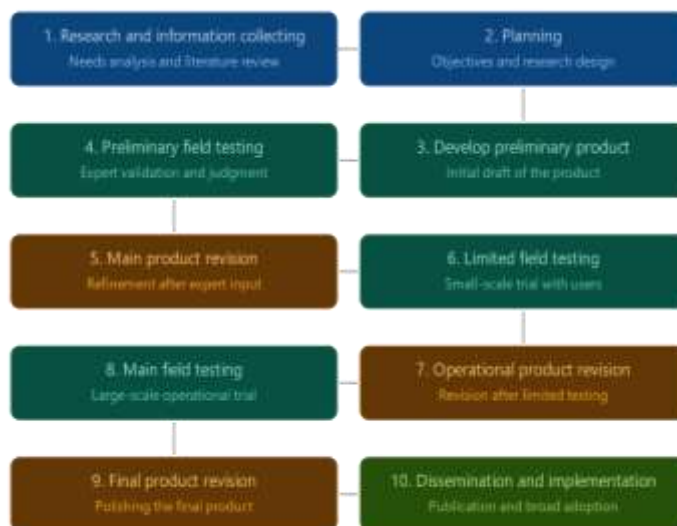 1. Research and information collecting
Needs analysis and literature review
2. Planning
Objectives and research design
4. Preliminary field testing
Expert validation and judgment
3. Develop preliminary product
Initial draft of the product
5. Main product revision
Refinement after expert input
6. Limited field testing
Small-scale trial with users
8. Main field testing
Large-scale operational trial
7. Operational product revision
Revision after limited testing
9. Final product revision
Polishing the final product
10. Dissemination and implementation
Publication and broad adoption